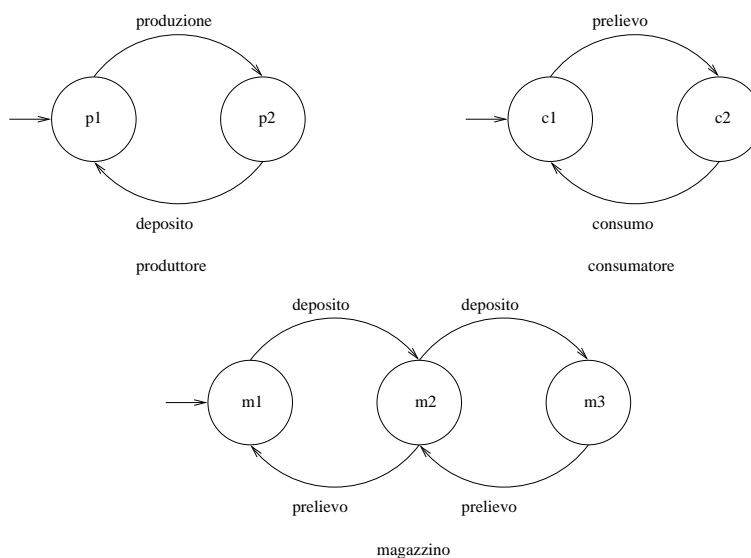 produzione
p1
p2
deposito
produttore
prelievo
c1
c2
consumo
consumatore
deposito
deposito
m1
m2
m3
prelievo
prelievo
magazzino